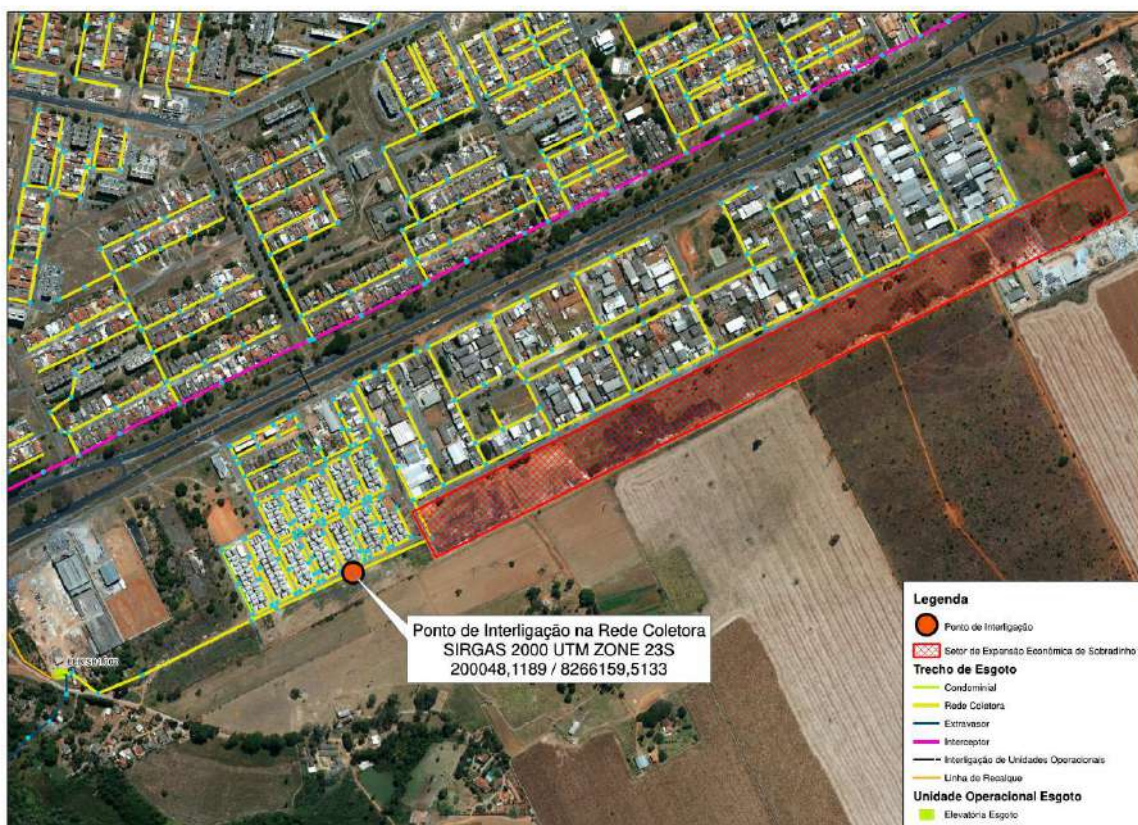 Ponto de Interligação na Rede Coletora
SIRGAS 2000 UTM ZONE 23S
200048,1189 / 8266159,5133
Legenda
Ponto de Interligação
Setor de Expansão Econômica de Sobradinho
Trecho de Esgoto
Condominial
Rede Coletora
Extravasor
Interceptor
Interligação de Unidades Operacionais
Linha de Recalque
Unidade Operacional Esgoto
Elevatória Esgoto